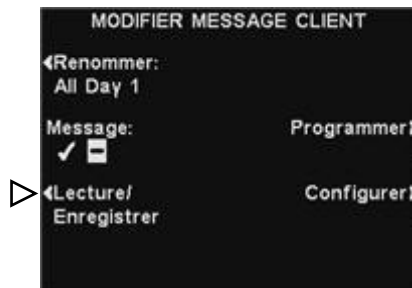 MODIFIER MESSAGE CLIENT
Renommer:
All Day 1
Message:
Programmer
Lecture/
Configurer
Enregistrer